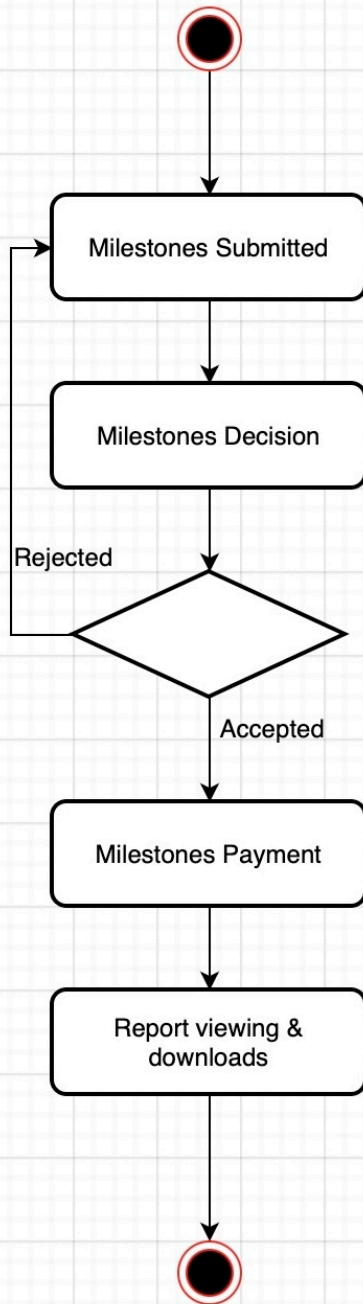 Milestones Submitted
Milestones Decision
Rejected
Accepted
Milestones Payment
Report viewing &
downloads